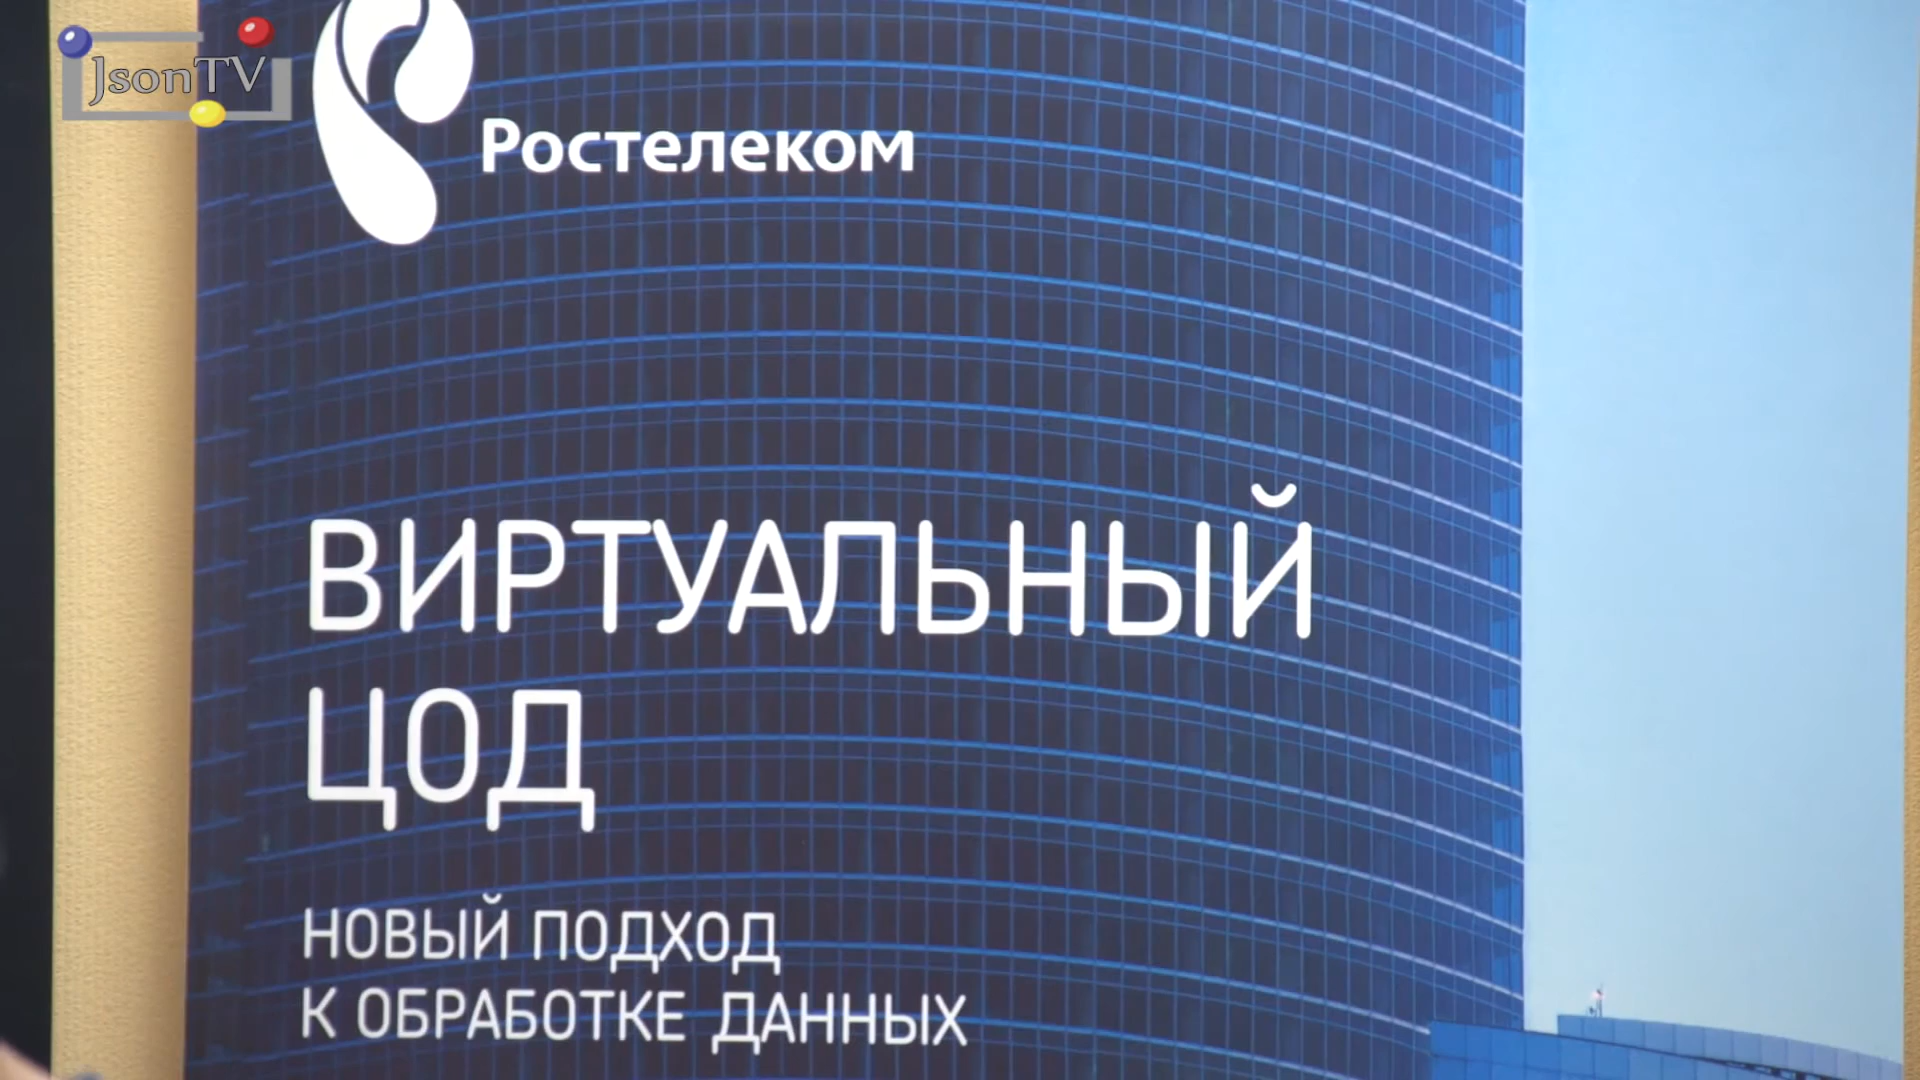 JsonTV
Ростелеком
ВИРТУАЛЬНЫЙ
ЦОД
НОВЫЙ ПОДХОД
К ОБРАБОТКЕ ДАННЫХ